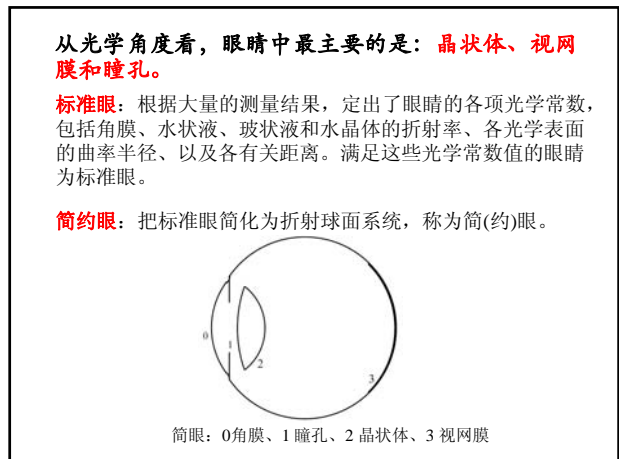 从光学角度看，眼睛中最主要的是：晶状体、视网
膜和瞳孔。
标准眼：根据大量的测量结果，定出了眼睛的各项光学常数，
包括角膜、水状液、玻状液和水晶体的折射率、各光学表面
的曲率半径、以及各有关距离。满足这些光学常数值的眼睛
为标准眼。
简约眼：把标准眼简化为折射球面系统，称为简(约)眼。
0
1
2
3
简眼：0角膜、1 瞳孔、2 晶状体、3 视网膜